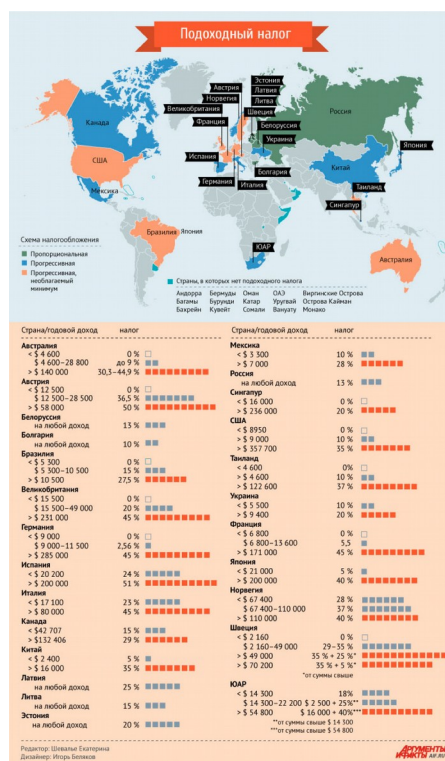 Подоходный налог
Эстония
Австрия
Латвия
Норвегия
Литва
Великобритания
Швеция
Россия
Канада
Франция
Белоруссия
Украина
Япония
Испания
США
Китай
Болгария
Мексика
Германия
Италия
Таиланд
Сингапур
Бразилия
Япония
ЮАР
Австралия
Схема налогообложения
Пропорциональная
Прогрессивная
Прогрессивная,
необлагаемый
минимум
Страны, в которых нет подоходного налога
Андорра Бермуды Оман ОАЭ Виргинские Острова
Багамы Бурунди Катар Уругвай Острова Кайман
Бахрейн Кувейт Сомали Вануату Монако
Страна/годовой доход налог
Австралия
< $ 4 600 0 %
$ 4 600–28 800 до 9 %
> $ 140 000 30,3–44,9 %
Австрия
< $ 12 500 0 %
$ 12 500–28 500 36,5 %
> $ 58 000 50 %
Белоруссия
на любой доход 13 %
Болгария
на любой доход 10 %
Бразилия
< $ 5 300 0 %
$ 5 300–10 500 15 %
> $ 10 500 27,5 %
Великобритания
< $ 15 500 0 %
$ 15 500–49 000 20 %
> $ 231 000 45 %
Германия
< $ 9 000 0 %
$ 9 000–11 500 2,56 %
> $ 285 000 45 %
Испания
< $ 20 200 24 %
> $ 200 000 51 %
Италия
< $ 17 100 23 %
> $ 80 000 45 %
Канада
<$42 707 15 %
>$132 406 29 %
Китай
< $ 2 400 5 %
> $ 16 000 35 %
Латвия
на любой доход 25 %
Литва
на любой доход 15 %
Эстония
на любой доход 20 %
Страна/годовой доход налог
Мексика
< $ 3 300 10 %
> $ 7 000 28 %
Россия
на любой доход 13 %
Сингапур
< $ 16 000 0 %
> $ 236 000 20 %
США
< $ 8950 0 %
> $ 9 000 10 %
> $ 357 700 35 %
Таиланд
< 4 600 0%
> $ 4 600 10 %
> $ 122 600 37 %
Украина
< $ 5 500 10 %
> $ 9 400 20 %
Франция
< $ 6 800 0 %
$ 6 800–13 600 5,5
> $ 171 000 45 %
Япония
< $ 21 000 5 %
> $ 200 000 40 %
Норвегия
< $ 67 400 28 %
$ 67 400–110 000 37 %
> $ 110 000 40 %
Швеция
< $ 2 160 0 %
$ 2 160–49 000 29–35 %
> $ 49 000 35 % + 25 %*
> $ 70 200 35 % + 5 %*
*от суммы свыше
ЮАР
< $ 14 300 18%
$ 14 300–22 200 $ 2 500 + 25%**
> $ 54 800 $ 16 000 + 40%***
**от суммы свыше $ 14 300
***от суммы свыше $ 54 800
Редактор: Шевалье Екатерина
Дизайнер: Игорь Беляков
АРГУМЕНТЫ
И ФАКТЫ AIF.RU